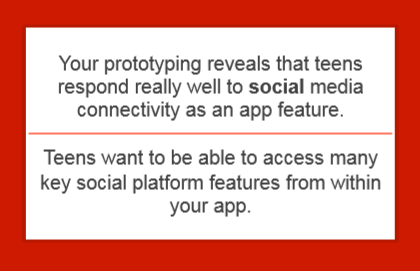 Your prototyping reveals that teens
respond really well to social media
connectivity as an app feature.
Teens want to be able to access many
key social platform features from within
your app.